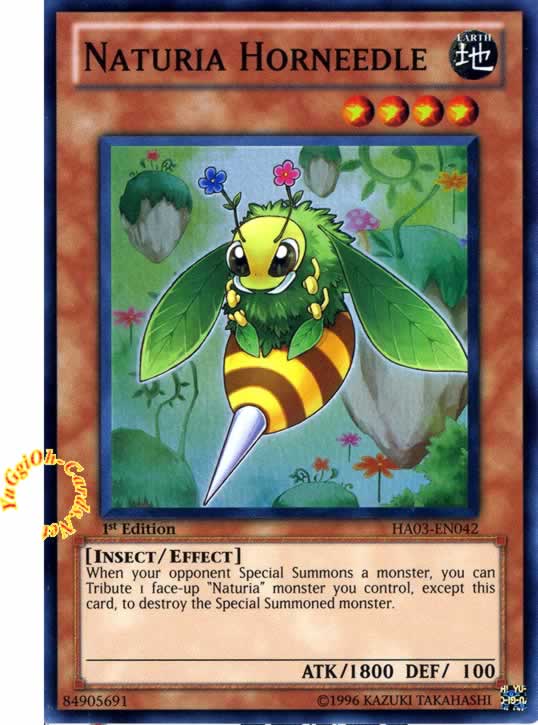 NATURIA HORNEEDLE
EARTH
地
YuGgiOh-Cards.Net
1st Edition
HA03-EN042
[INSECT/EFFECT]
When your opponent Special Summons a monster, you can
Tribute 1 face-up "Naturia" monster you control, except this
card, to destroy the Special Summoned monster.
ATK/1800 DEF/ 100
84905691
©1996 KAZUKI TAKAHASHI